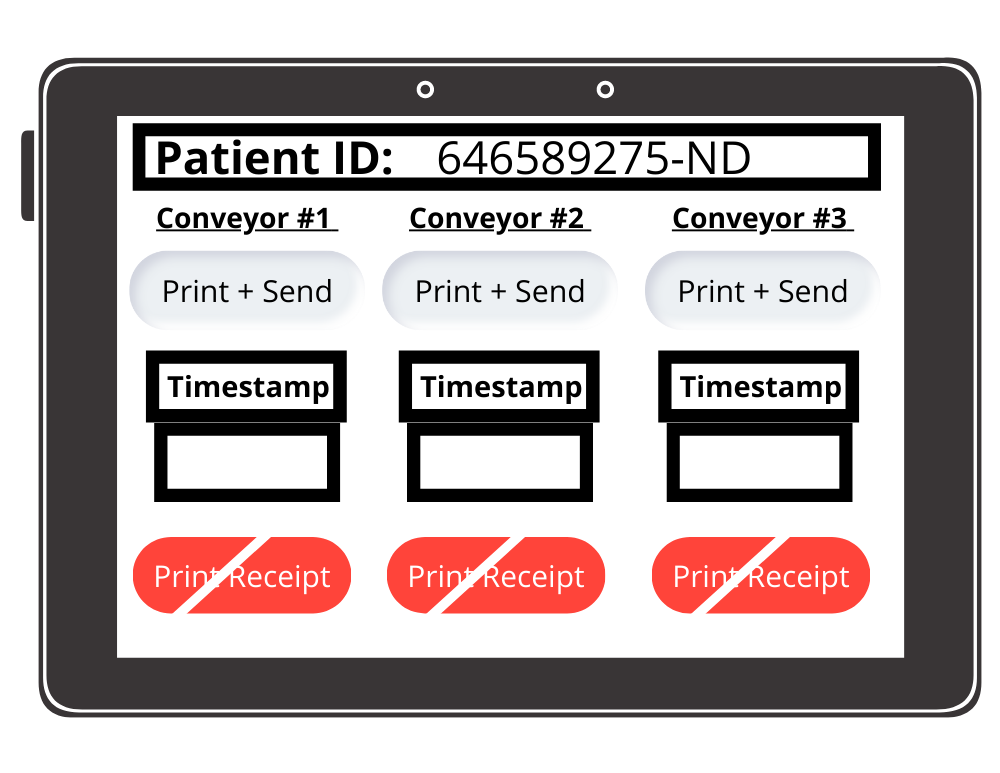 Patient ID: 646589275-ND
Conveyor #1 Conveyor #2 Conveyor #3
Print + Send Print + Send Print + Send
Timestamp Timestamp Timestamp
Print Receipt Print Receipt Print Receipt